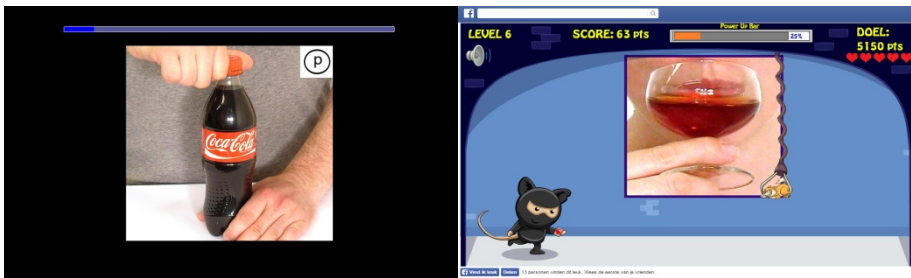 p
Coca-Cola
LEVEL 6
SCORE: 63 pts
Power Up Bar
25%
DOEL:
5150 pts
Vind ik leuk
Delen
13 personen vinden dit leuk. Wees de eerste van je vrienden.